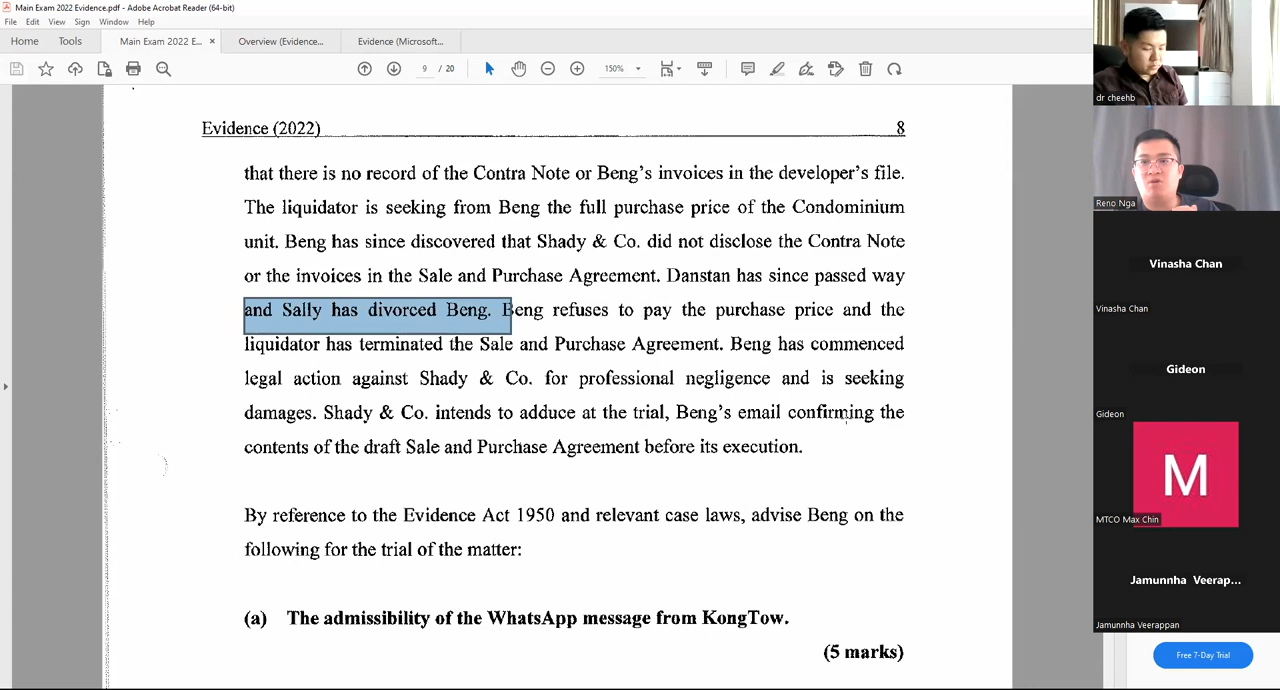 Main Exam 2022 Evidence.pdf - Adobe Acrobat Reader (64-bit)
File Edit View Sign Window Help
Home Tools Main Exam 2022 E... × Overview (Evidence... Evidence (Microsoft...
9 150%
Evidence (2022) 8
that there is no record of the Contra Note or Beng's invoices in the developer's file.
The liquidator is seeking from Beng the full purchase price of the Condominium
unit. Beng has since discovered that Shady & Co. did not disclose the Contra Note
or the invoices in the Sale and Purchase Agreement. Danstan has since passed way
and Sally has divorced Beng. Beng refuses to pay the purchase price and the
liquidator has terminated the Sale and Purchase Agreement. Beng has commenced
legal action against Shady & Co. for professional negligence and is seeking
damages. Shady & Co. intends to adduce at the trial, Beng's email confirming the
contents of the draft Sale and Purchase Agreement before its execution.
By reference to the Evidence Act 1950 and relevant case laws, advise Beng on the
following for the trial of the matter:
(a) The admissibility of the WhatsApp message from KongTow.
(5 marks)
dr cheehb
Reno Nga
Vinasha Chan
Vinasha Chan
Gideon
Gideon
M
MTCO Max Chin
Jamunnha Veerap...
Jamunnha Veerappan
Free 7-Day Trial